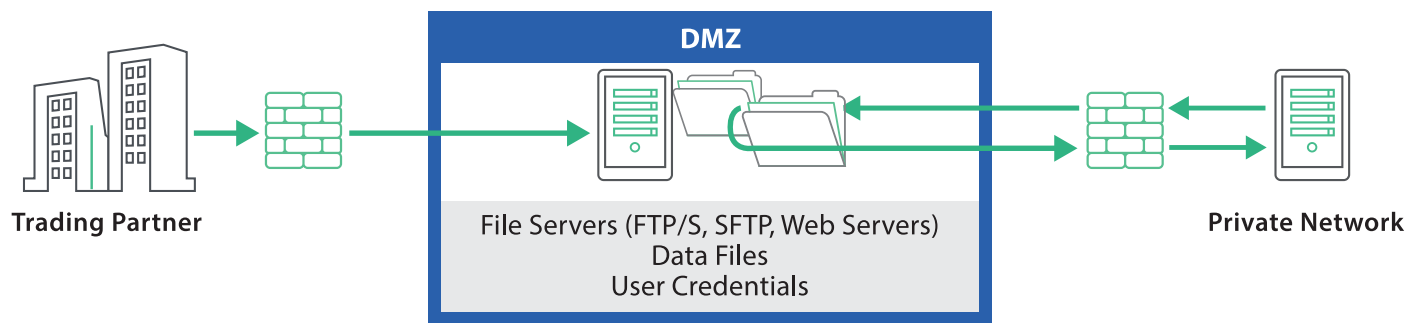 DMZ
Trading Partner
File Servers (FTP/S, SFTP, Web Servers)
Data Files
User Credentials
Private Network